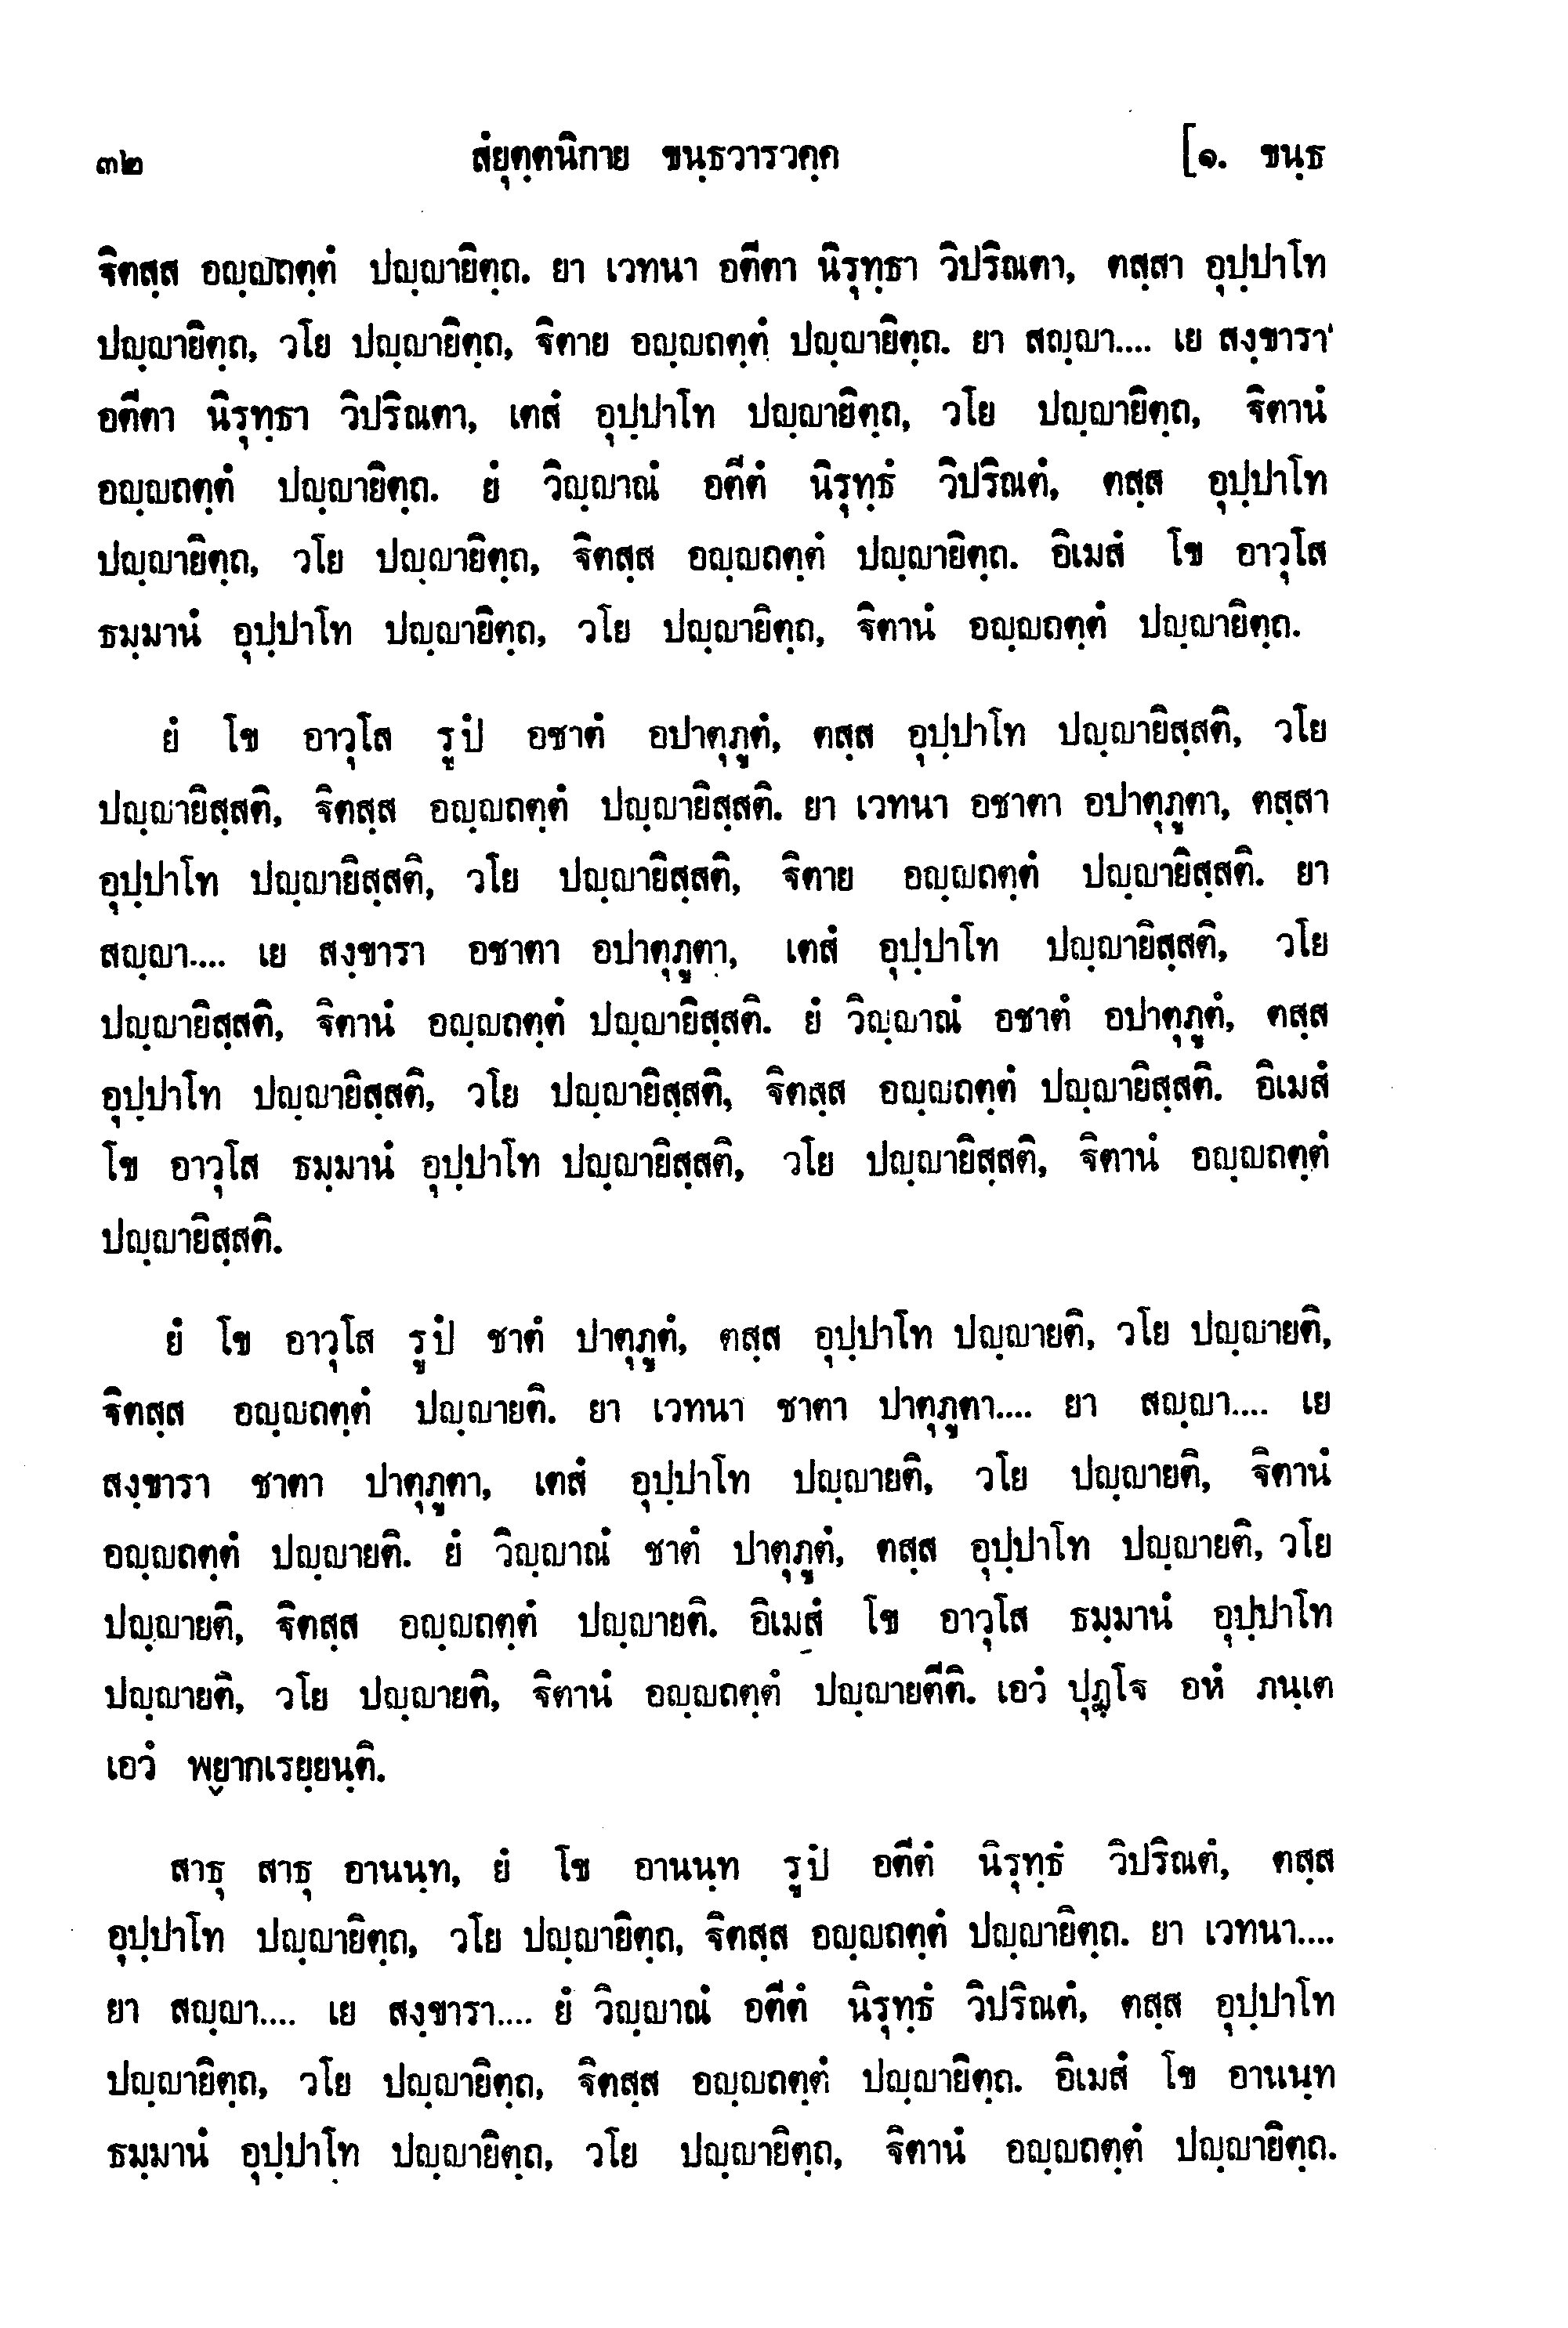 ๓๒ สํยุตฺตนิกาย ขนฺธวารวคฺค [๑. ขนฺธ
ฐิตสฺส อญฺญถตฺตํ ปญฺญายิตฺถ. ยา เวทนา อตีตา นิรุทฺธา วิปริณตา, ตสฺสา อุปฺปาโท
ปญฺญายิตฺถ, วโย ปญฺญายิตฺถ, ฐิตาย อญฺญถตฺตํ ปญฺญายิตฺถ. ยา สญฺญา.... เย สงฺขารา
อตีตา นิรุทฺธา วิปริณตา, เตสํ อุปฺปาโท ปญฺญายิตฺถ, วโย ปญฺญายิตฺถ, ฐิตานํ
อญฺญถตฺตํ ปญฺญายิตฺถ. ยํ วิญฺญาณํ อตีตํ นิรุทฺธํ วิปริณตํ, ตสฺส อุปฺปาโท
ปญฺญายิตฺถ, วโย ปญฺญายิตฺถ, ฐิตสฺส อญฺญถตฺตํ ปญฺญายิตฺถ. อิเมสํ โข อาวุโส
ธมฺมานํ อุปฺปาโท ปญฺญายิตฺถ, วโย ปญฺญายิตฺถ, ฐิตานํ อญฺญถตฺตํ ปญฺญายิตฺถ.
ยํ โข อาวุโส รูปํ อชาตํ อปาตุภูตํ, ตสฺส อุปฺปาโท ปญฺญายิสฺสติ, วโย
ปญฺญายิสฺสติ, ฐิตสฺส อญฺญถตฺตํ ปญฺญายิสฺสติ. ยา เวทนา อชาตา อปาตุภูตา, ตสฺสา
อุปฺปาโท ปญฺญายิสฺสติ, วโย ปญฺญายิสฺสติ, ฐิตาย อญฺญถตฺตํ ปญฺญายิสฺสติ. ยา
สญฺญา.... เย สงฺขารา อชาตา อปาตุภูตา, เตสํ อุปฺปาโท ปญฺญายิสฺสติ, วโย
ปญฺญายิสฺสติ, ฐิตานํ อญฺญถตฺตํ ปญฺญายิสฺสติ. ยํ วิญฺญาณํ อชาตํ อปาตุภูตํ, ตสฺส
อุปฺปาโท ปญฺญายิสฺสติ, วโย ปญฺญายิสฺสติ, ฐิตสฺส อญฺญถตฺตํ ปญฺญายิสฺสติ. อิเมสํ
โข อาวุโส ธมฺมานํ อุปฺปาโท ปญฺญายิสฺสติ, วโย ปญฺญายิสฺสติ, ฐิตานํ อญฺญถตฺตํ
ปญฺญายิสฺสติ.
ยํ โข อาวุโส รูปํ ชาตํ ปาตุภูตํ, ตสฺส อุปฺปาโท ปญฺญายติ, วโย ปญฺญายติ,
ฐิตสฺส อญฺญถตฺตํ ปญฺญายติ. ยา เวทนา ชาตา ปาตุภูตา.... ยา สญฺญา.... เย
สงฺขารา ชาตา ปาตุภูตา, เตสํ อุปฺปาโท ปญฺญายติ, วโย ปญฺญายติ, ฐิตานํ
อญฺญถตฺตํ ปญฺญายติ. ยํ วิญฺญาณํ ชาตํ ปาตุภูตํ, ตสฺส อุปฺปาโท ปญฺญายติ, วโย
ปญฺญายติ, ฐิตสฺส อญฺญถตฺตํ ปญฺญายติ. อิเมสํ โข อาวุโส ธมฺมานํ อุปฺปาโท
ปญฺญายติ, วโย ปญฺญายติ, ฐิตานํ อญฺญถตฺตํ ปญฺญายตีติ. เอวํ ปุฏฺโฐ อหํ ภนฺเต
เอวํ พฺยากเรยฺยนฺติ.
สาธุ สาธุ อานนฺท, ยํ โข อานนฺท รูปํ อตีตํ นิรุทฺธํ วิปริณตํ, ตสฺส
อุปฺปาโท ปญฺญายิตฺถ, วโย ปญฺญายิตฺถ, ฐิตสฺส อญฺญถตฺตํ ปญฺญายิตฺถ. ยา เวทนา....
ยา สญฺญา.... เย สงฺขารา.... ยํ วิญฺญาณํ อตีตํ นิรุทฺธํ วิปริณตํ, ตสฺส อุปฺปาโท
ปญฺญายิตฺถ, วโย ปญฺญายิตฺถ, ฐิตสฺส อญฺญถตฺตํ ปญฺญายิตฺถ. อิเมสํ โข อานนฺท
ธมฺมานํ อุปฺปาโท ปญฺญายิตฺถ, วโย ปญฺญายิตฺถ, ฐิตานํ อญฺญถตฺตํ ปญฺญายิตฺถ.